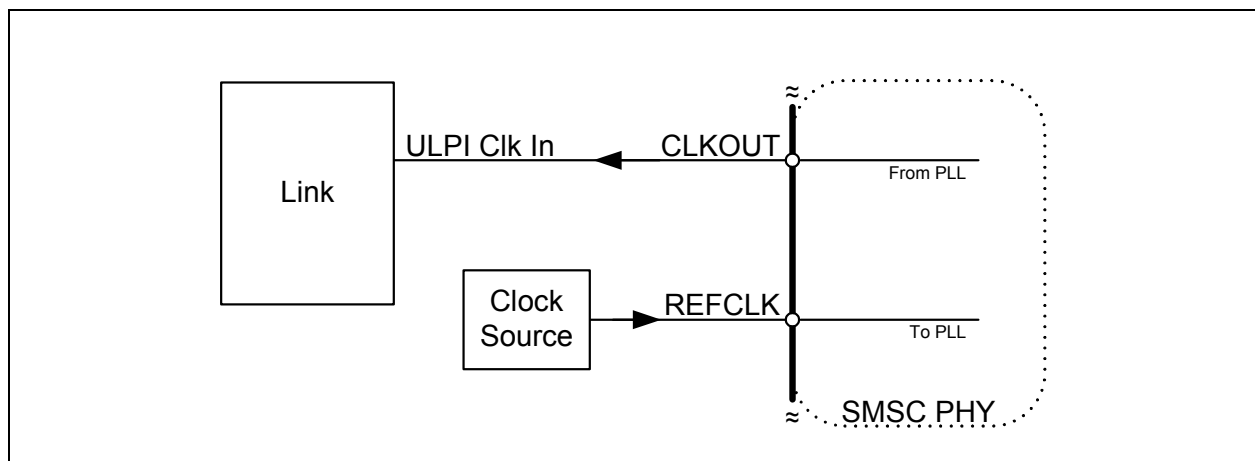 ULPI Clk In
CLKOUT
From PLL
Link
Clock
Source
REFCLK
To PLL
SMSC PHY